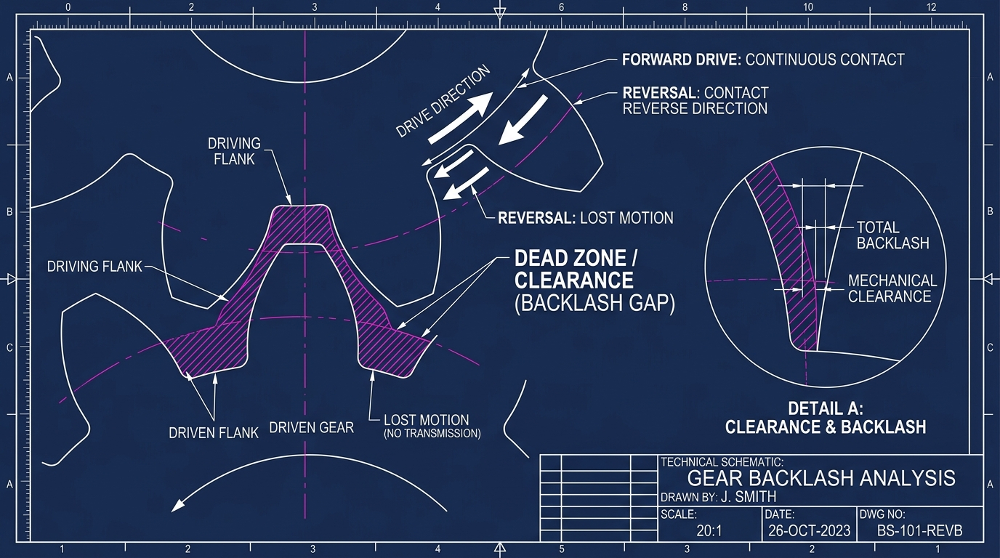 0 2 3 4 6 8 10 12
A
A
DRIVE DIRECTION
FORWARD DRIVE: CONTINUOUS CONTACT
REVERSAL: CONTACT
REVERSE DIRECTION
DRIVING
FLANK
B
B
REVERSAL: LOST MOTION
TOTAL
BACKLASH
DRIVING FLANK
DEAD ZONE /
CLEARANCE
(BACKLASH GAP)
MECHANICAL
CLEARANCE
C
C
DRIVEN FLANK
DRIVEN GEAR
LOST MOTION
(NO TRANSMISSION)
DETAIL A:
CLEARANCE & BACKLASH
A
A
TECHNICAL SCHEMATIC:
GEAR BACKLASH ANALYSIS
DRAWN BY: J. SMITH
SCALE:
20:1
DATE:
26-OCT-2023
DWG NO:
BS-101-REVB
1 2 3 4 5 3 2 1